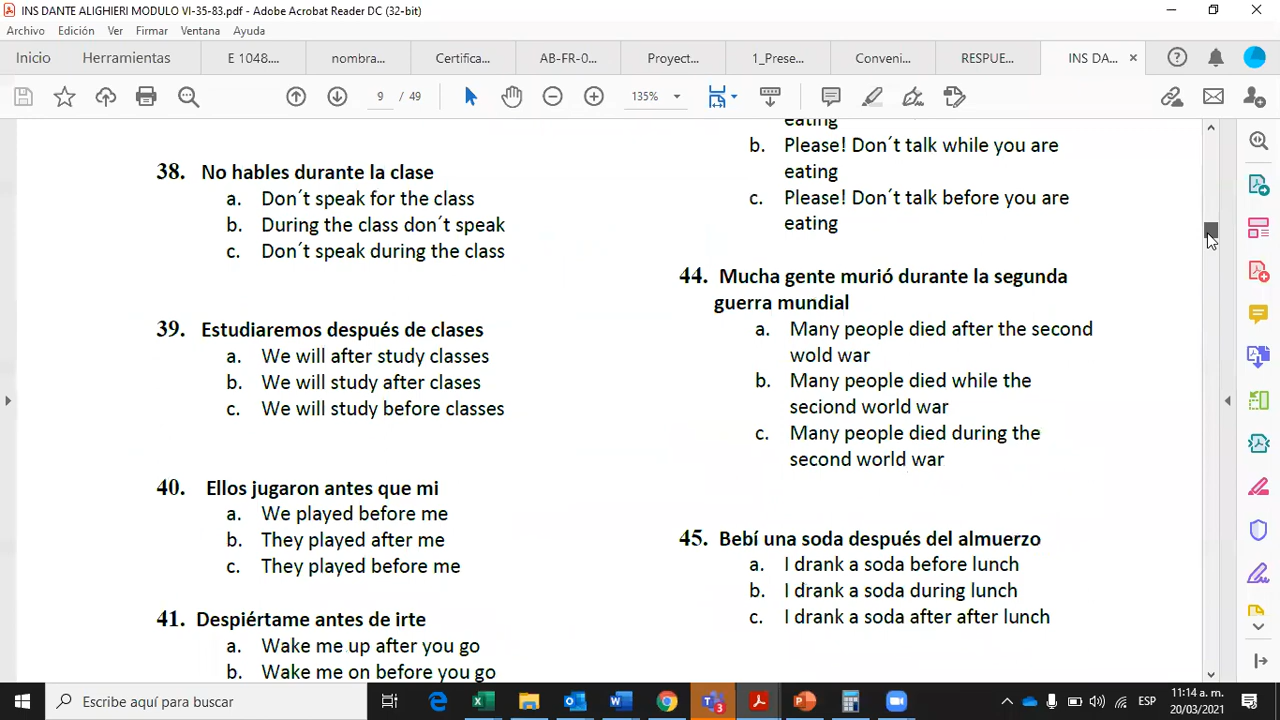 INS DANTE ALIGHIERI MODULO VI-35-83.pdf - Adobe Acrobat Reader DC (32-bit)
Archivo Edición Ver Firmar Ventana Ayuda
Inicio Herramientas E 1048.... nombra... Certifica... AB-FR-0... Proyect... 1_Prese... Conveni... RESPUE... INS DA... ×
9 / 49 135%
38. No hables durante la clase
a. Don´t speak for the class
b. During the class don´t speak
c. Don´t speak during the class
39. Estudiaremos después de clases
a. We will after study classes
b. We will study after clases
c. We will study before classes
40. Ellos jugaron antes que mi
a. We played before me
b. They played after me
c. They played before me
41. Despiértame antes de irte
a. Wake me up after you go
b. Wake me on before you go
eating
b. Please! Don´t talk while you are
eating
c. Please! Don´t talk before you are
eating
44. Mucha gente murió durante la segunda
guerra mundial
a. Many people died after the second
wold war
b. Many people died while the
seciond world war
c. Many people died during the
second world war
45. Bebí una soda después del almuerzo
a. I drank a soda before lunch
b. I drank a soda during lunch
c. I drank a soda after after lunch
Escribe aquí para buscar
3
ESP
11:14 a. m.
20/03/2021